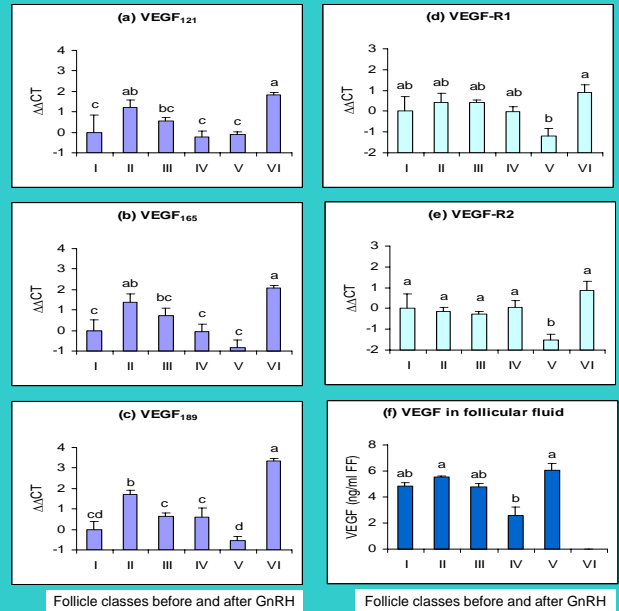 (a) VEGF121
ΔΔCT
4
3
2
1
0
-1
c
ab
bc
c
c
a
I II III IV V VI
(b) VEGF165
ΔΔCT
4
3
2
1
0
-1
c
ab
bc
c
c
a
I II III IV V VI
(c) VEGF189
ΔΔCT
4
3
2
1
0
-1
cd
b
c
c
d
a
I II III IV V VI
Follicle classes before and after GnRH
(d) VEGF-R1
ΔΔCT
3
2
1
0
-1
-2
ab
ab
ab
ab
b
a
I II III IV V VI
(e) VEGF-R2
ΔΔCT
3
2
1
0
-1
-2
a
a
a
a
b
a
I II III IV V VI
(f) VEGF in follicular fluid
VEGF (ng/ml FF)
8
6
4
2
0
ab
a
ab
b
a
I II III IV V VI
Follicle classes before and after GnRH